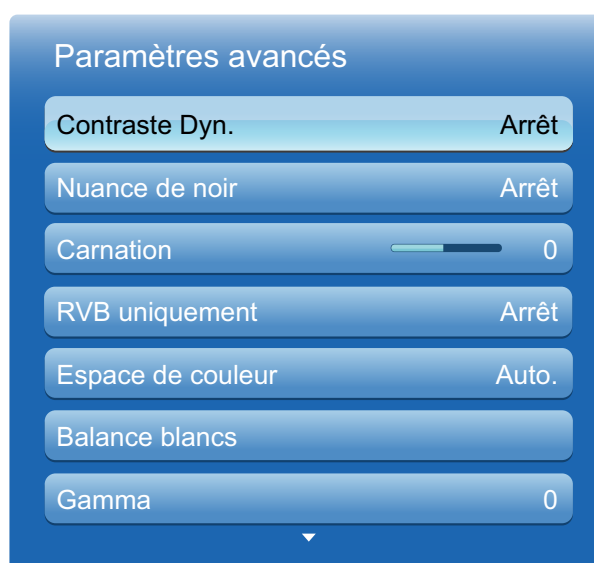 Paramètres avancés
Contraste Dyn. Arrêt
Nuance de noir Arrêt
Carnation 0
RVB uniquement Arrêt
Espace de couleur Auto.
Balance blancs
Gamma 0